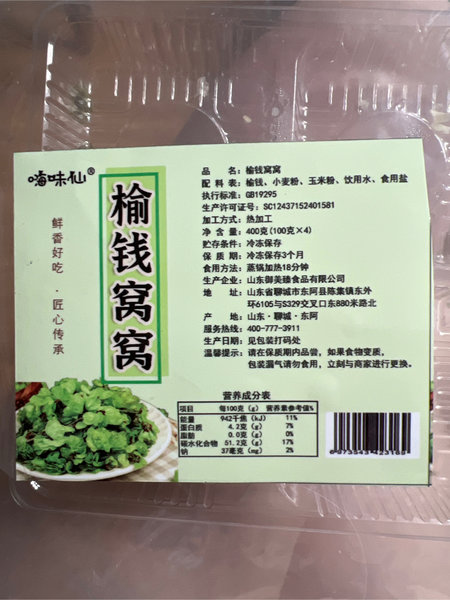 嗨味仙®
鲜香好吃·匠心传承
榆钱窝窝
品 名：榆钱窝窝
配 料 表：榆钱、小麦粉、玉米粉、饮用水、食用盐
执行标准：GB19295
生产许可证号：SC12437152401581
加工方式：热加工
净 含 量：400克(100克×4)
贮存条件：冷冻保存
保 质 期：冷冻保存3个月
食用方法：蒸锅加热18分钟
生产企业：山东御美臻食品有限公司
地 址：山东省聊城市东阿县陈集镇东外
环6105与S329交叉口东880米路北
产 地：山东·聊城·东阿
服务热线：400-777-3911
生产日期：见包装打码处
温馨提示：请在保质期内品尝，如果食物变质，
包装漏气请勿食用，立刻与商家进行更换。
营养成分表
项目 每100克（g） 营养素参考值%
能量 942千焦（kJ） 11%
蛋白质 4.2克（g） 7%
脂肪 0.0克（g） 0%
碳水化合物 51.2克（g） 17%
钠 37毫克（mg） 2%
6 973543 423160